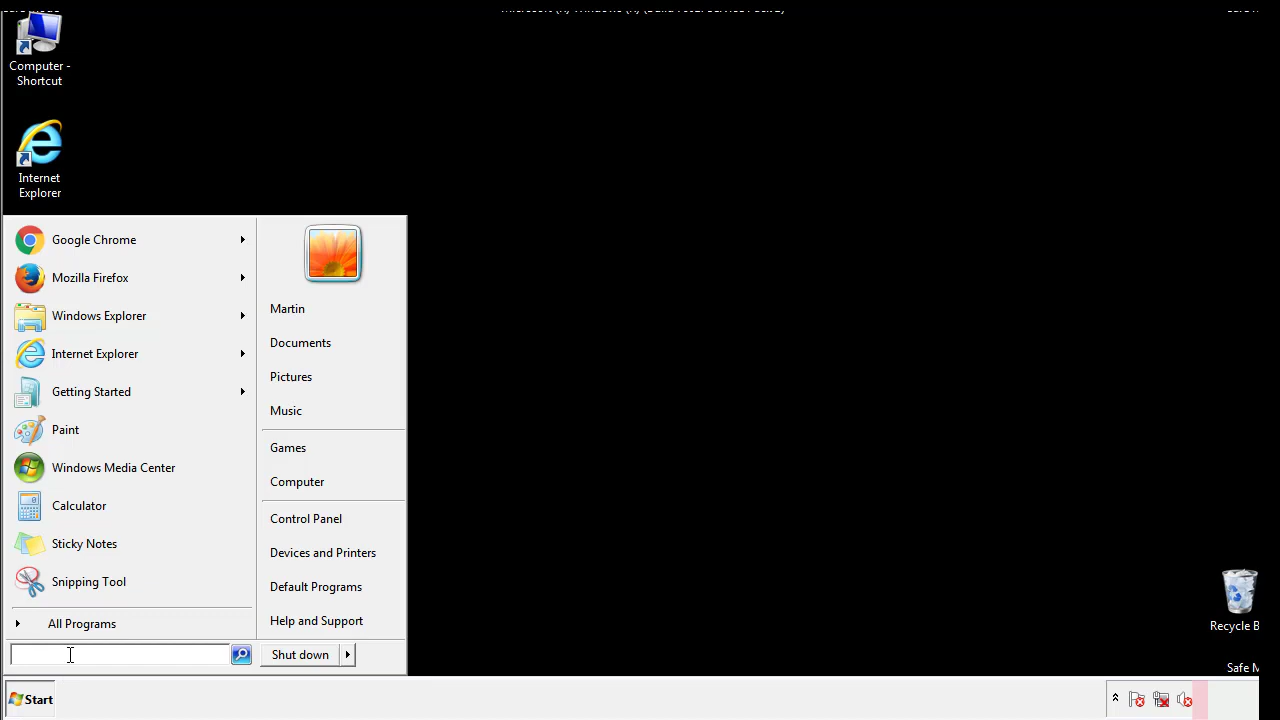 Computer -
Shortcut
Internet
Explorer
Google Chrome
Mozilla Firefox
Windows Explorer
Internet Explorer
Getting Started
Paint
Windows Media Center
Calculator
Sticky Notes
Snipping Tool
All Programs
Martin
Documents
Pictures
Music
Games
Computer
Control Panel
Devices and Printers
Default Programs
Help and Support
Shut down
Recycle B
Safe M
Start